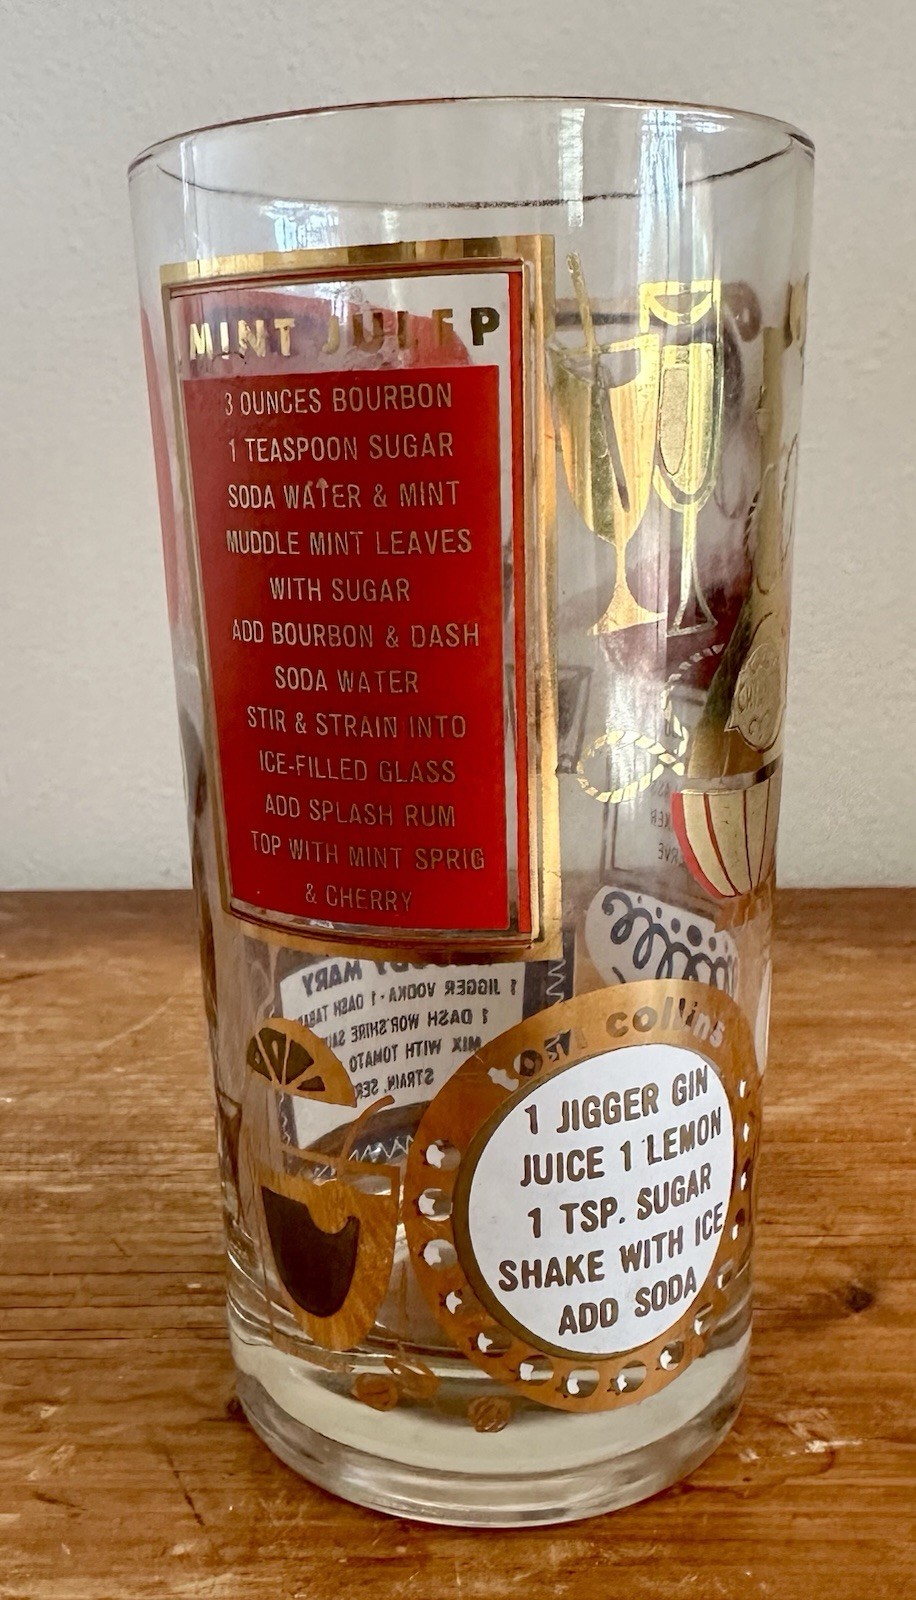 MINT JULEP
3 OUNCES BOURBON
1 TEASPOON SUGAR
SODA WATER & MINT
MUDDLE MINT LEAVES
WITH SUGAR
ADD BOURBON & DASH
SODA WATER
STIR & STRAIN INTO
ICE-FILLED GLASS
ADD SPLASH RUM
TOP WITH MINT SPRIG
& CHERRY
MARY
1 JIGGER VODKA • 1 DASH
1 DASH WOR'SHIRE
MIX WITH TOMATO
STRAIN,
tom collins
1 JIGGER GIN
JUICE 1 LEMON
1 TSP. SUGAR
SHAKE WITH ICE
ADD SODA